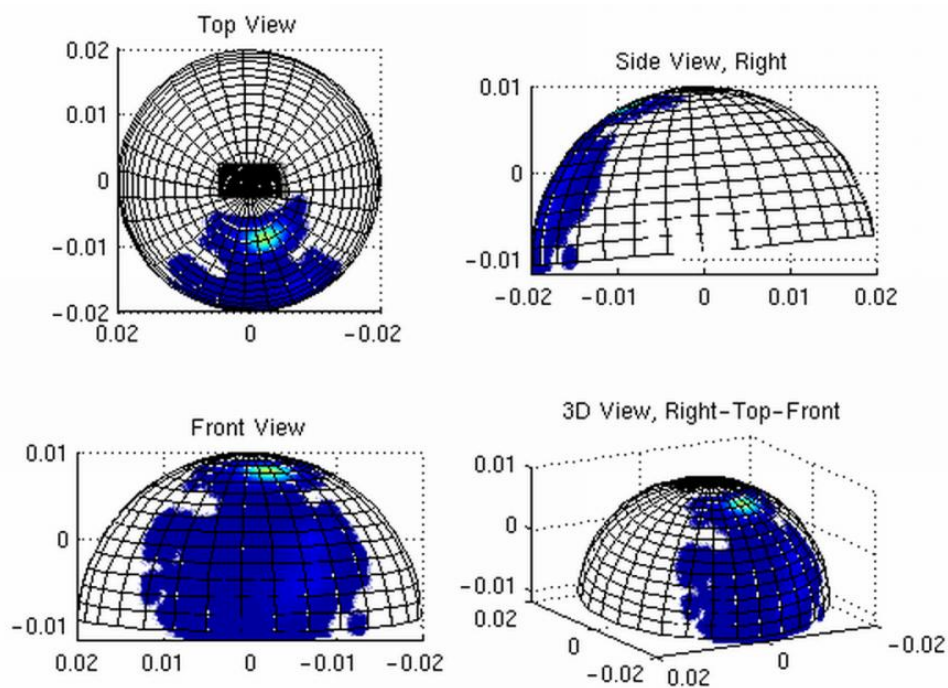 Top View
0.02
0.01
0
-0.01
-0.02
0.02 0 -0.02
Side View, Right
0.01
0
-0.01
-0.02 -0.01 0 0.01 0.02
Front View
0.01
0
-0.01
0.02 0.01 0 -0.01 -0.02
3D View, Right-Top-Front
0.01
0
-0.01
0.02
0
-0.02
0.02
0
-0.02